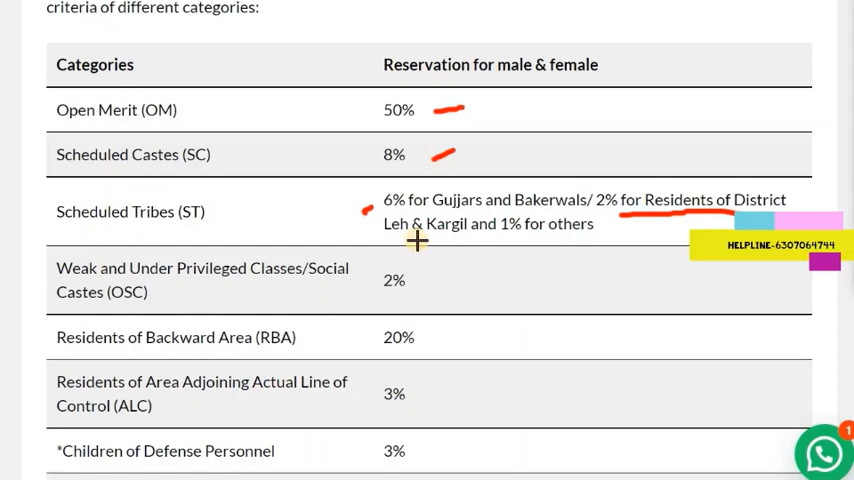 criteria of different categories:
Categories Reservation for male & female
Open Merit (OM) 50%
Scheduled Castes (SC) 8%
Scheduled Tribes (ST) 6% for Gujjars and Bakerwals/ 2% for Residents of District
Leh & Kargil and 1% for others
HELPLINE-6307064744
Weak and Under Privileged Classes/Social
Castes (OSC) 2%
Residents of Backward Area (RBA) 20%
Residents of Area Adjoining Actual Line of
Control (ALC) 3%
*Children of Defense Personnel 3%
1